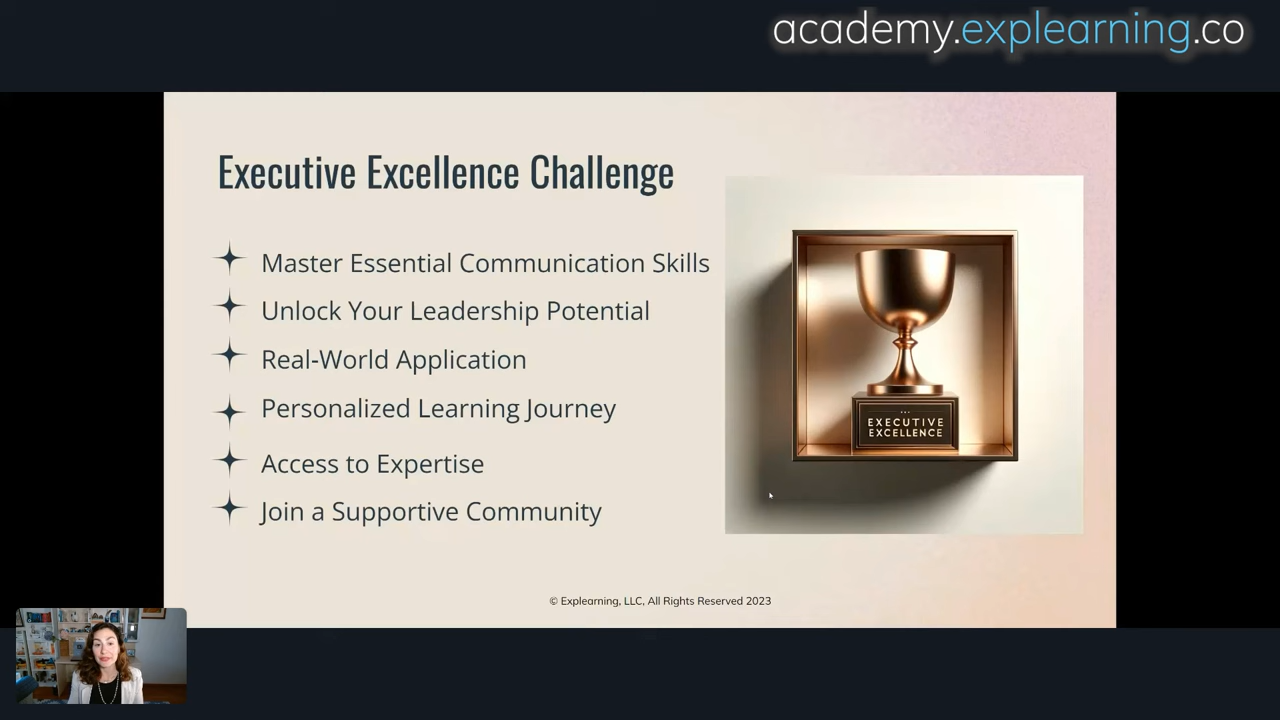 academy.explearning.co
Executive Excellence Challenge
Master Essential Communication Skills
Unlock Your Leadership Potential
Real-World Application
Personalized Learning Journey
Access to Expertise
Join a Supportive Community
EXECUTIVE
EXCELLENCE
© Explearning, LLC, All Rights Reserved 2023